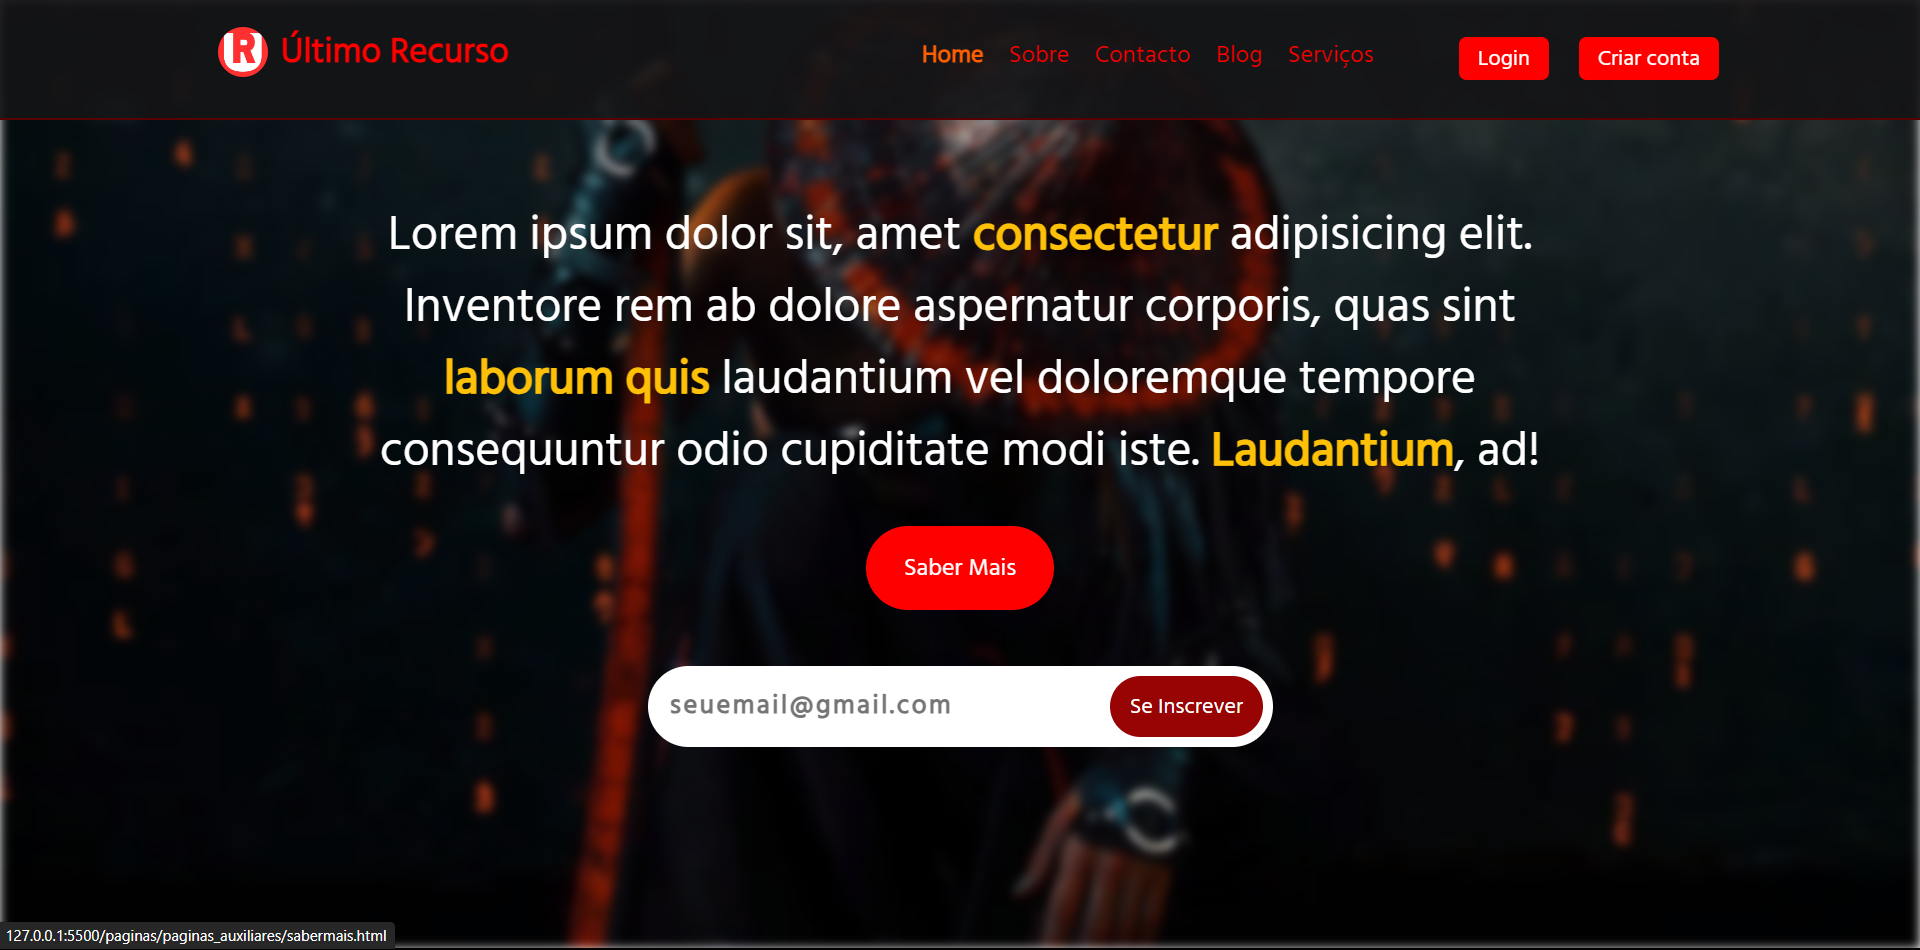 R Último Recurso
Home Sobre Contacto Blog Serviços
Login Criar conta
Lorem ipsum dolor sit, amet consectetur adipisicing elit.
Inventore rem ab dolore aspernatur corporis, quas sint
laborum quis laudantium vel doloremque tempore
consequuntur odio cupiditate modi iste. Laudantium, ad!
Saber Mais
seuemail@gmail.com Se Inscrever
127.0.0.1:5500/paginas/paginas_auxiliares/sabermais.html